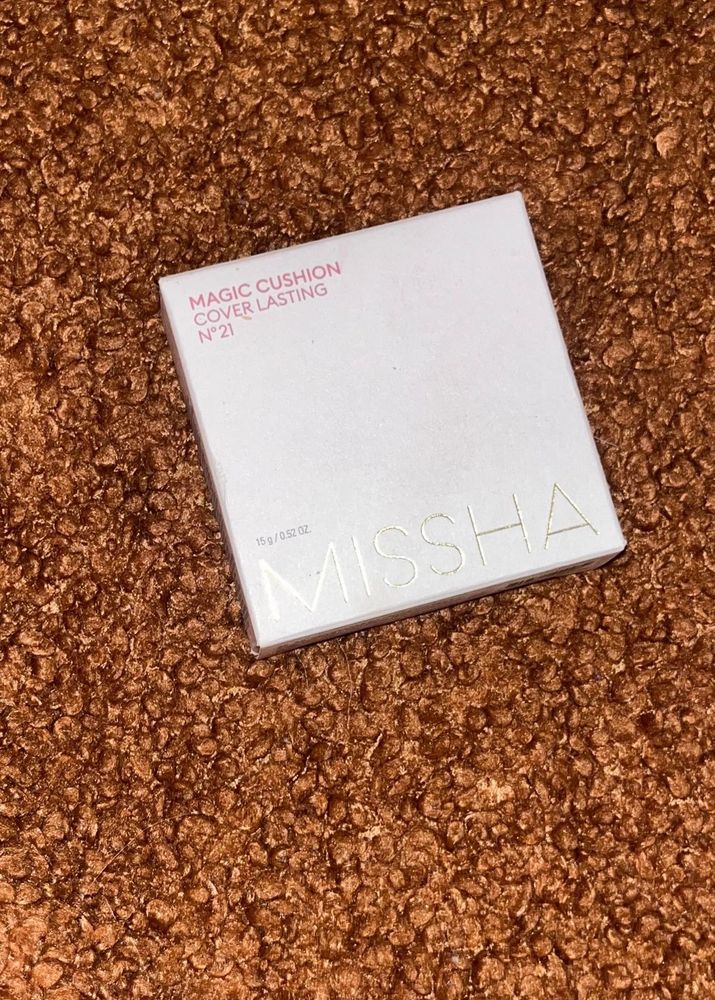 MAGIC CUSHION
COVER LASTING
N° 21
15 g / 0.52 OZ.
MISSHA